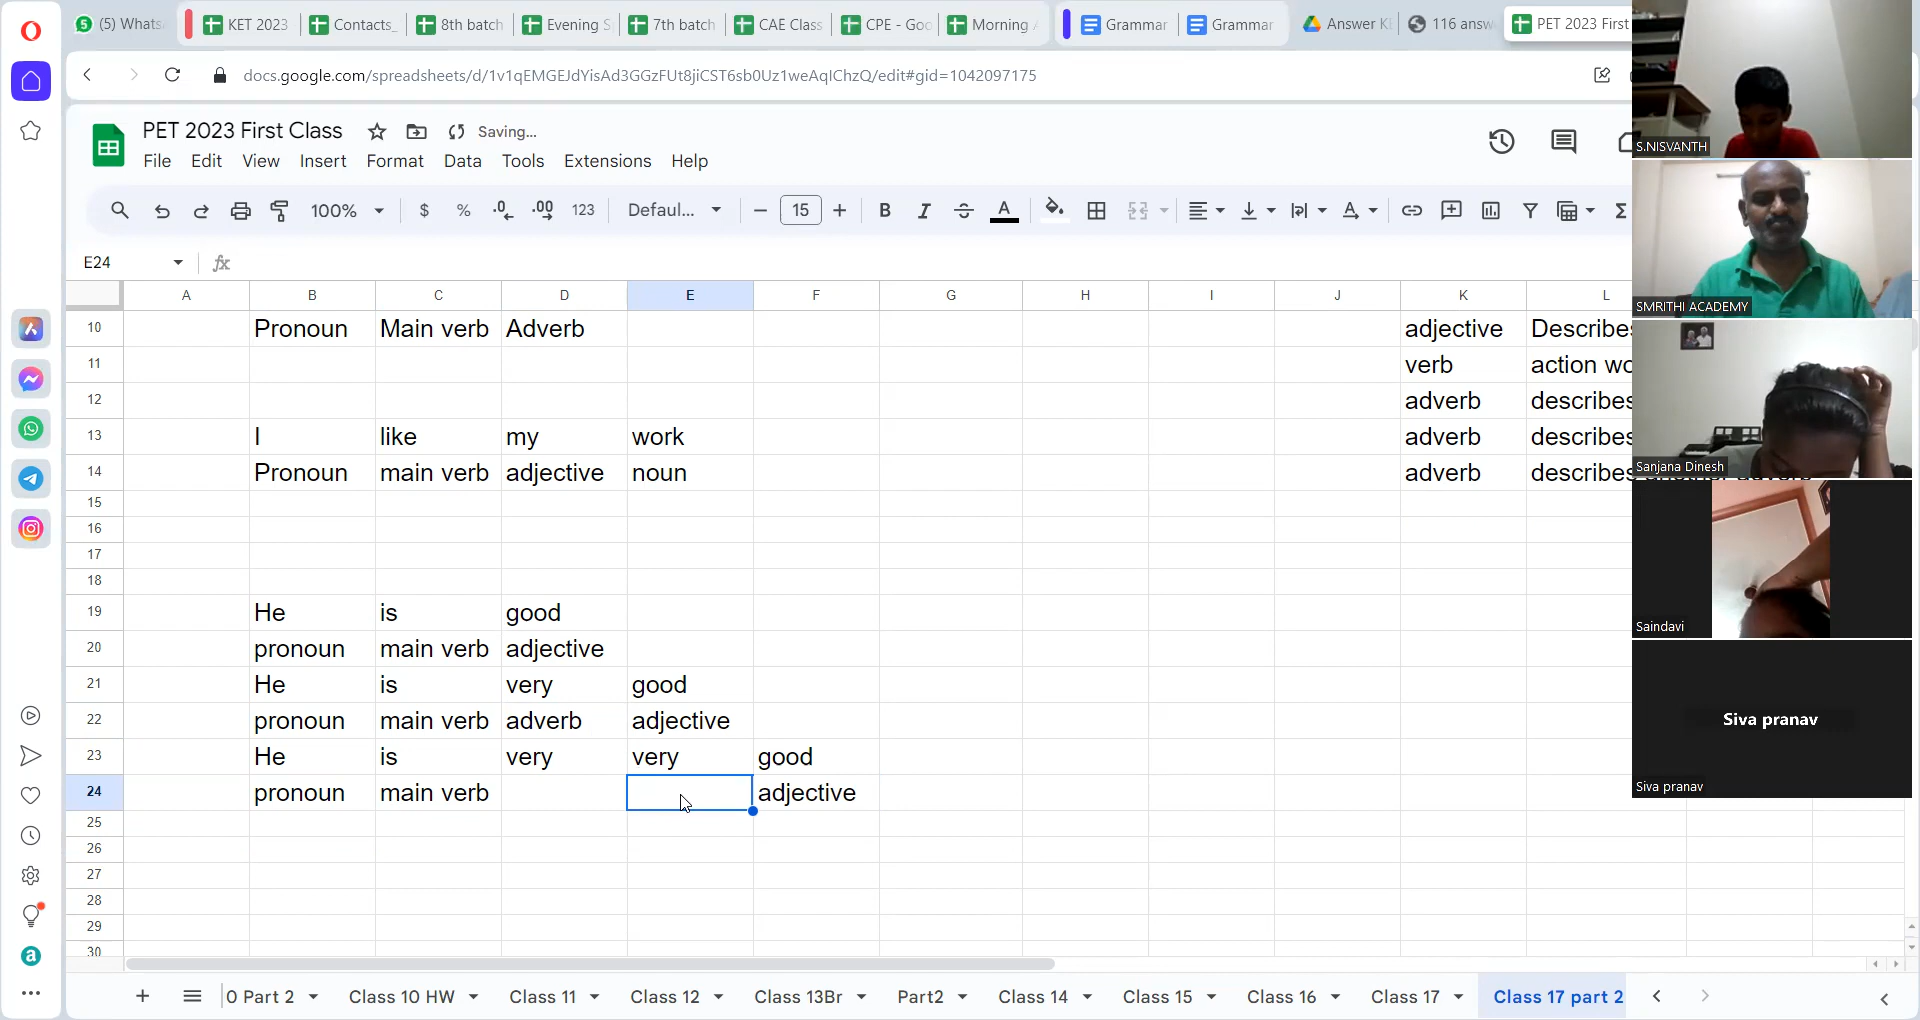 (5) Whats
KET 2023
Contacts_
8th batch
Evening S
7th batch
CAE Class
CPE - Goo
Morning
Grammar
Grammar
Answer K
116 answ
PET 2023 First
docs.google.com/spreadsheets/d/1v1qEMGEJdYisAd3GGzFUt8jiCST6sb0Uz1weAqIChzQ/edit#gid=1042097175
PET 2023 First Class
Saving...
File Edit View Insert Format Data Tools Extensions Help
100% $ % .0 .00 123 Defaul... 15 B I A
E24
fx
A B C D E F G H I J K L
10 Pronoun Main verb Adverb adjective Describes
11 verb action wo
12 adverb describes
13 I like my work adverb describes
14 Pronoun main verb adjective noun adverb describes
15
16
17
18
19 He is good
20 pronoun main verb adjective
21 He is very good
22 pronoun main verb adverb adjective
23 He is very very good
24 pronoun main verb adjective
25
26
27
28
29
30
0 Part 2 Class 10 HW Class 11 Class 12 Class 13Br Part2 Class 14 Class 15 Class 16 Class 17 Class 17 part 2
S.NISVANTH
SMRITHI ACADEMY
Sanjana Dinesh
Saindavi
Siva pranav
Siva pranav